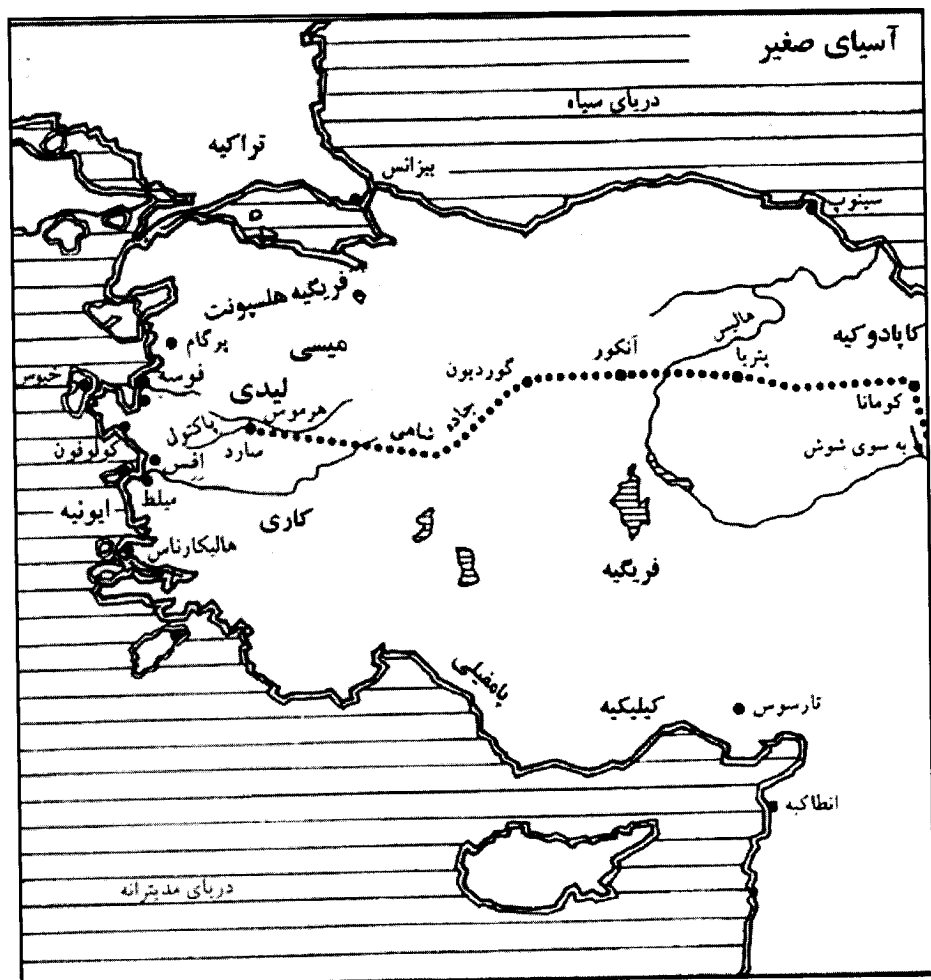 آسیای صغیر
دریای سیاه
تراکیه
بیزانس
سینوپ
فریگیه هلسپونت
هالیس
کاپادوکیه
پرگام
میسی
آنکور
پتریا
گوردیون
فوسه
خیوس
لیدی
کومانا
هرموس
پاکتول
جاده شاهی
سارد
کولوفون
اِفِس
به سوی شوش
میلط
ایونیه
کاری
هالیکارناس
فریگیه
پامفیلی
کیلیکیه
تارسوس
انطاکیه
دریای مدیترانه